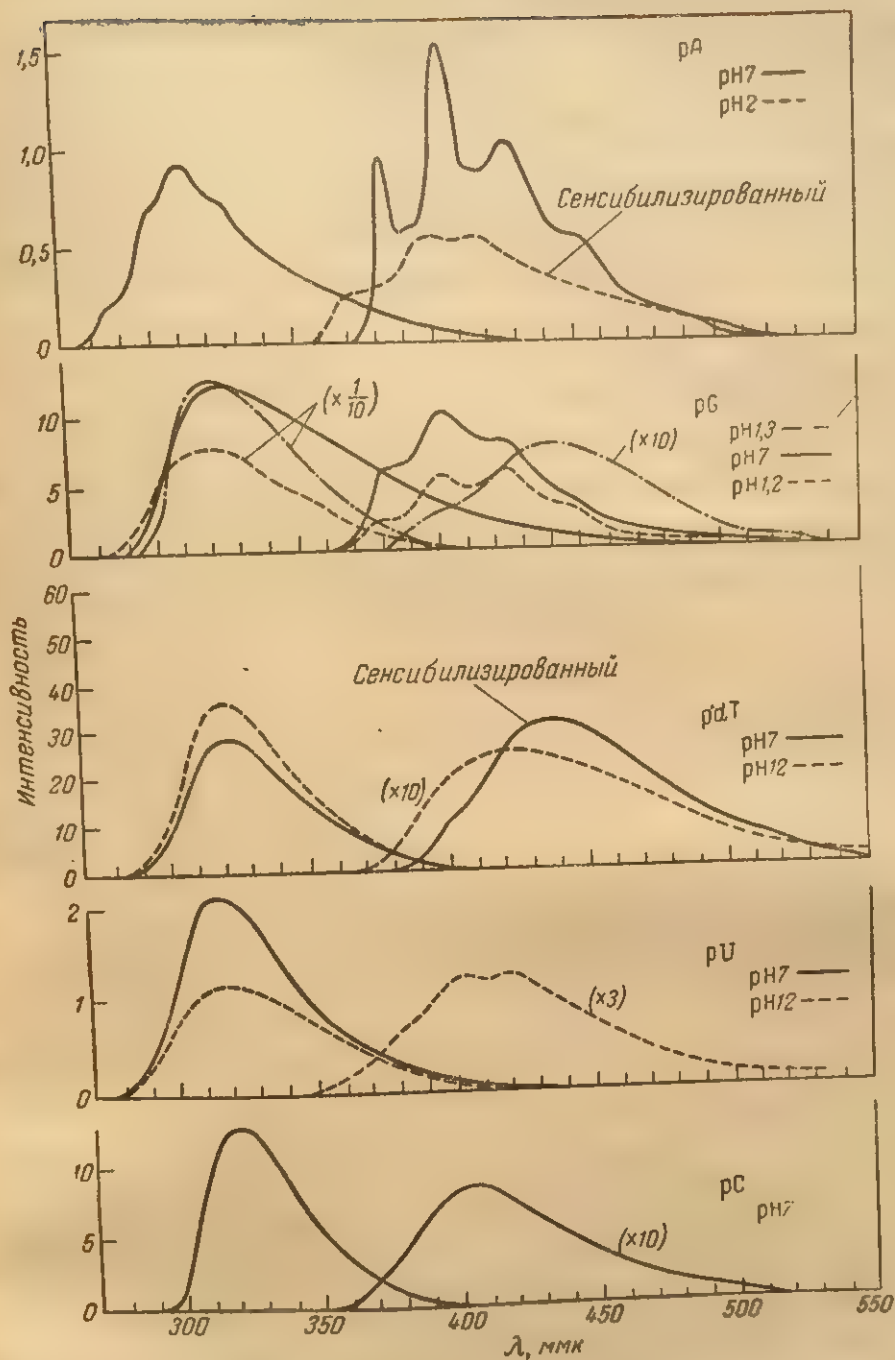 1,5
1,0
0,5
0
pA
pH7
pH2
Сенсибилизированный
10
5
0
(× 1/10)
(×10)
pG
pH1,3
pH7
pH1,2
60
50
40
30
20
10
0
Интенсивность
Сенсибилизированный
(×10)
pdT
pH7
pH12
2
1
0
pU
pH7
pH12
(×3)
10
5
0
pC
pH7
(×10)
300 350 400 450 500 550
λ, ммк